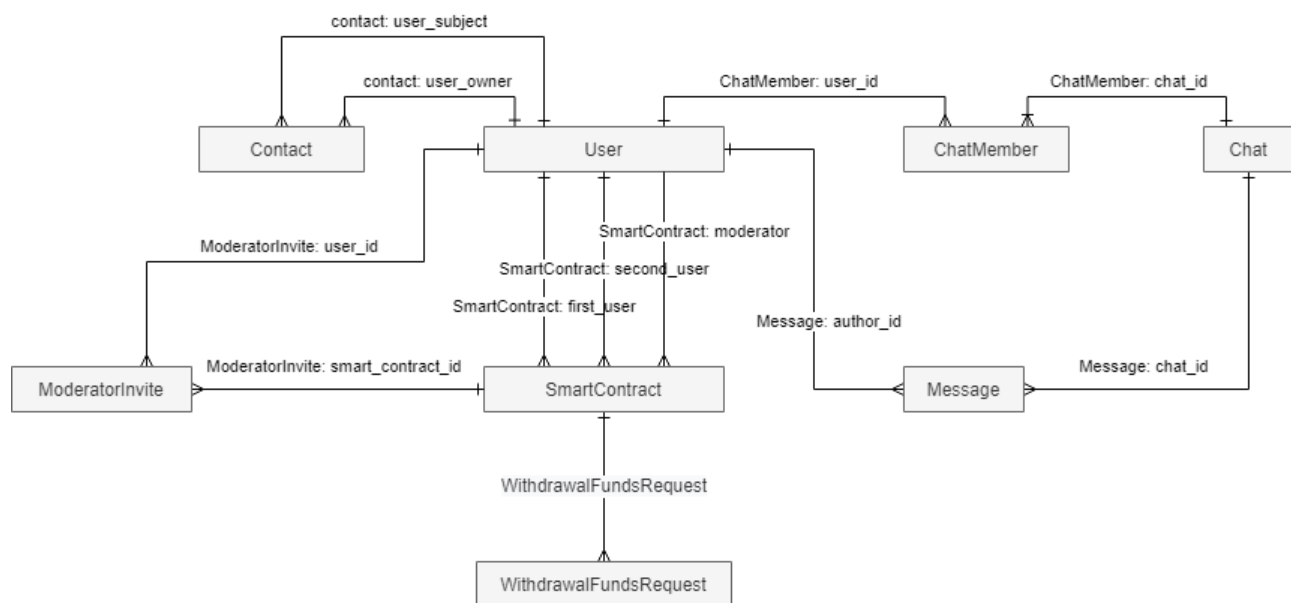 contact: user_subject
contact: user_owner
ChatMember: user_id
ChatMember: chat_id
Contact
User
ChatMember
Chat
SmartContract: moderator
ModeratorInvite: user_id
SmartContract: second_user
SmartContract: first_user
Message: author_id
ModeratorInvite: smart_contract_id
Message: chat_id
ModeratorInvite
SmartContract
Message
WithdrawalFundsRequest
WithdrawalFundsRequest